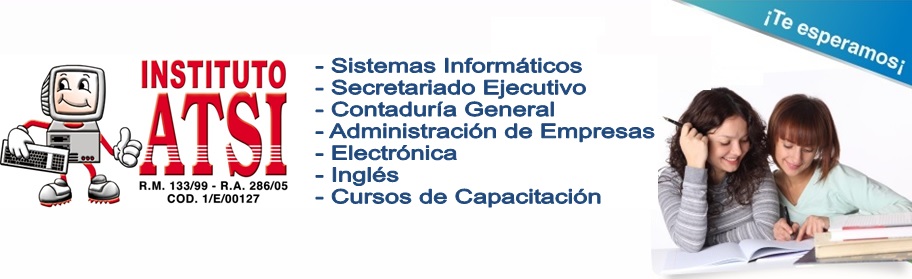 INSTITUTO
ATSI
R.M. 133/99 - R.A. 286/05
COD. 1/E/00127
- Sistemas Informáticos
- Secretariado Ejecutivo
- Contaduría General
- Administración de Empresas
- Electrónica
- Inglés
- Cursos de Capacitación
¡Te esperamos¡